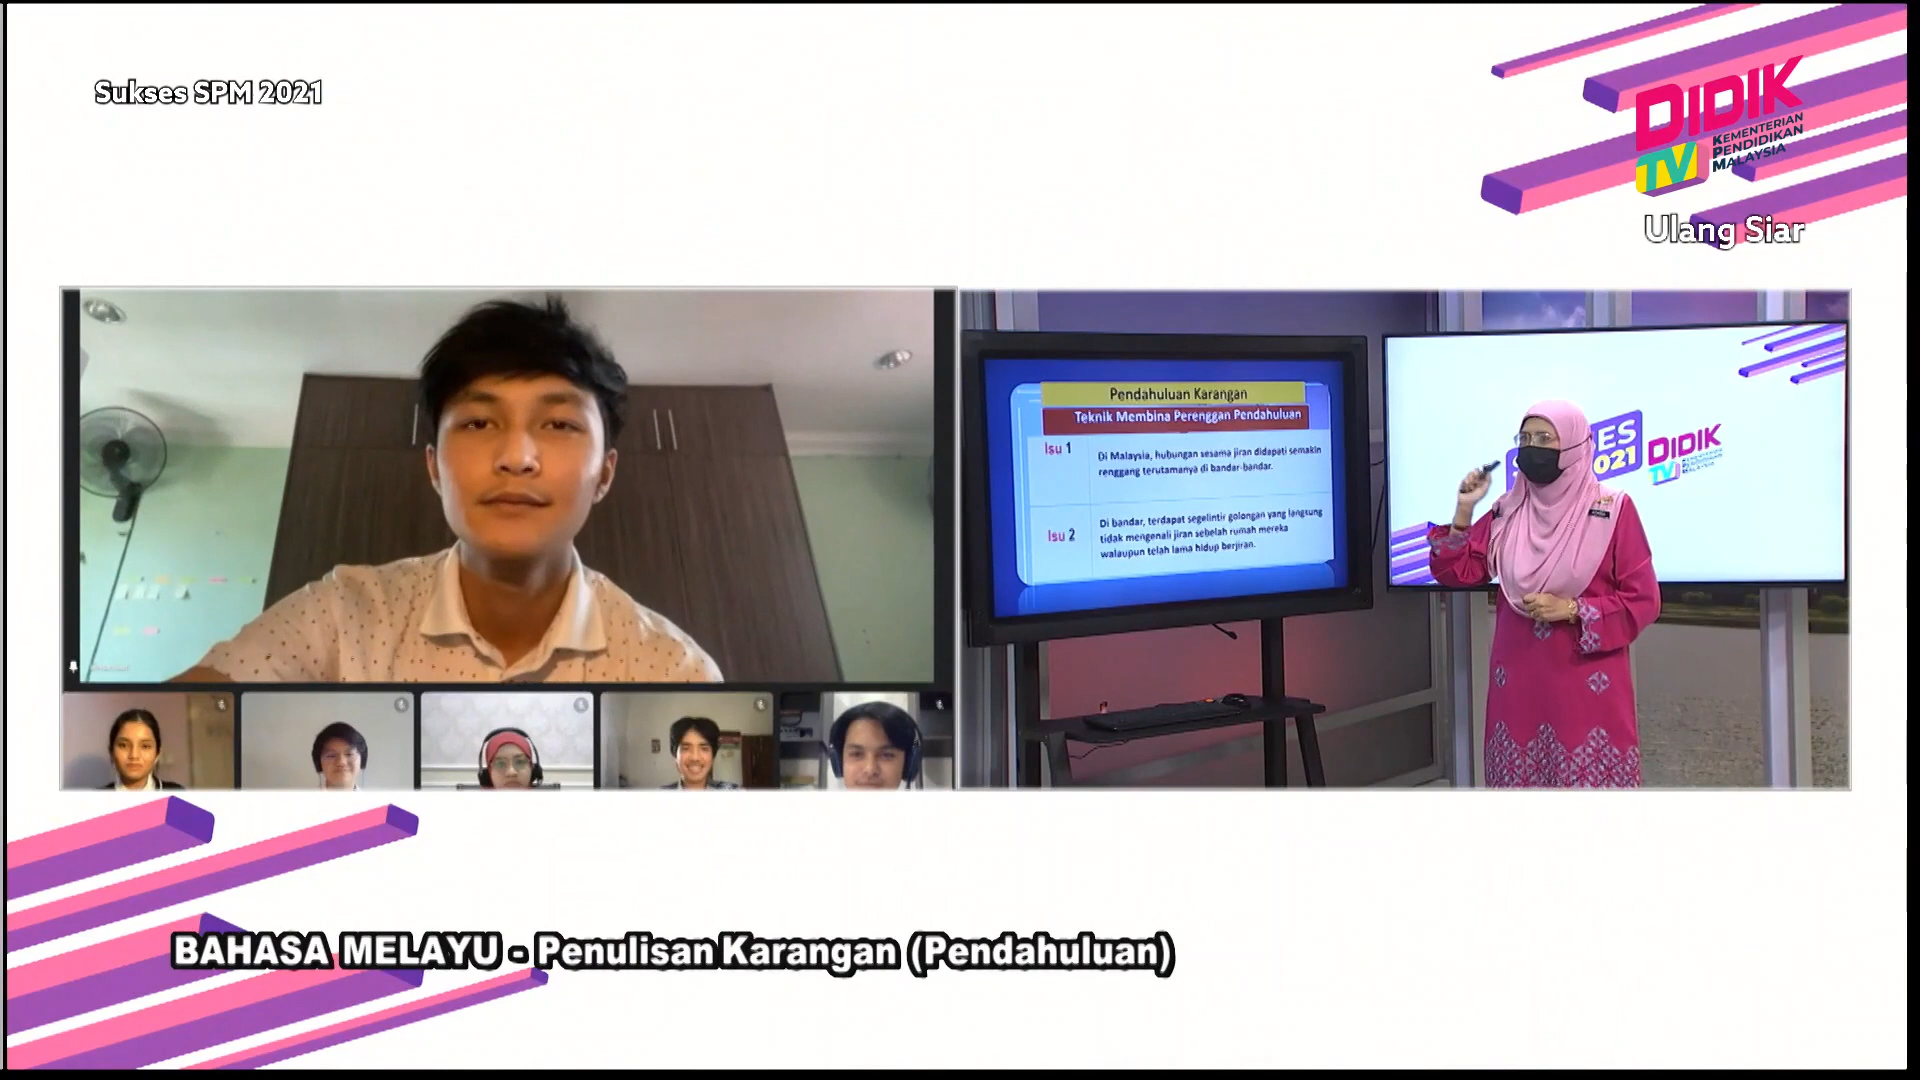 Sukses SPM 2021
DIDIK
TV
KEMENTERIAN
PENDIDIKAN
MALAYSIA
Ulang Siar
Pendahuluan Karangan
Teknik Membina Perenggan Pendahuluan
Isu 1
Di Malaysia, hubungan sesama jiran didapati semakin
renggang terutamanya di bandar-bandar.
Isu 2
Di bandar, terdapat segelintir golongan yang langsung
tidak mengenali jiran sebelah rumah mereka
walaupun telah lama hidup berjiran.
ES
021
DIDIK
TV
BAHASA MELAYU - Penulisan Karangan (Pendahuluan)